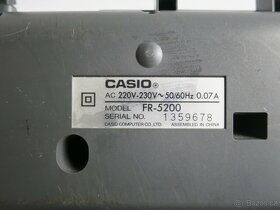 CASIO
AC 220V-230V~50/60Hz 0.07A
MODEL FR-5200
SERIAL NO. 1359678
CASIO COMPUTER CO., LTD. ASSEMBLED IN CHINA